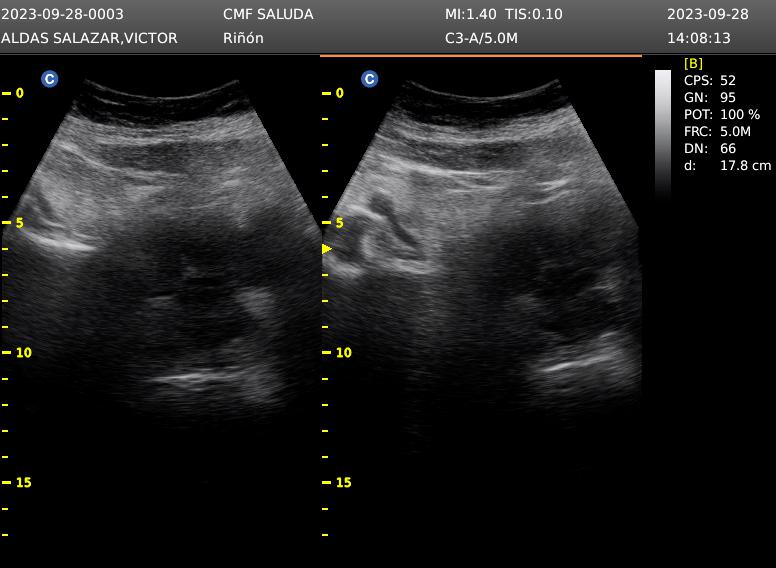 2023-09-28-0003 CMF SALUDA MI:1.40 TIS:0.10 2023-09-28
ALDAS SALAZAR,VICTOR Riñón C3-A/5.0M 14:08:13
[B]
CPS: 52
GN: 95
POT: 100 %
FRC: 5.0M
DN: 66
d: 17.8 cm
C C
0 0
5 5
10 10
15 15